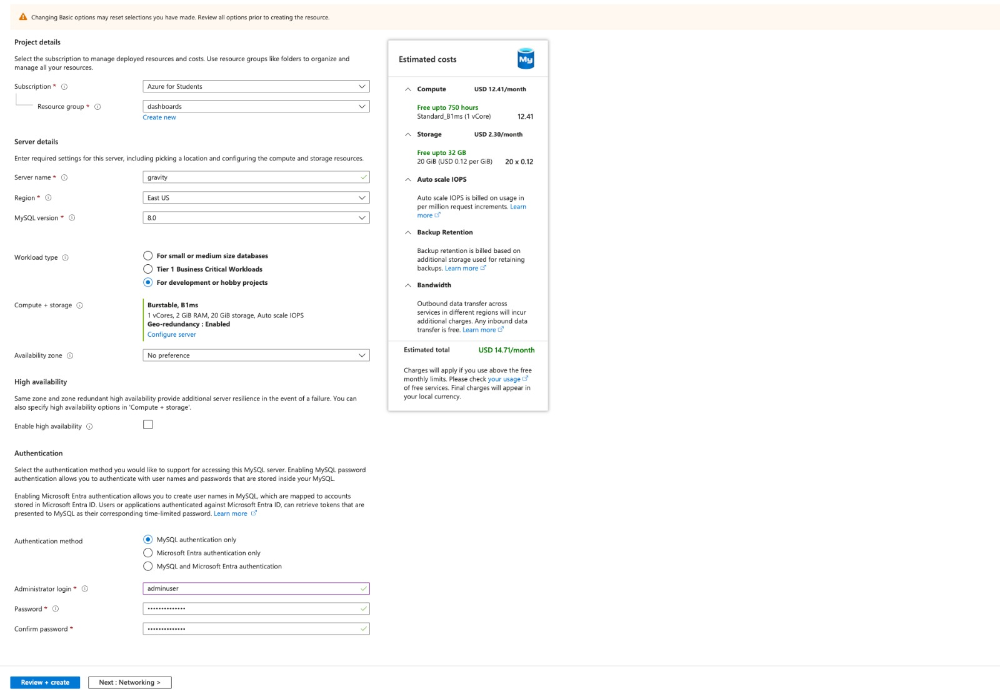 Changing Basic options may reset selections you have made. Review all options prior to creating the resource.
Project details
Select the subscription to manage deployed resources and costs. Use resource groups like folders to organize and
manage all your resources.
Subscription *
Azure for Students
Resource group *
dashboards
Create new
Server details
Enter required settings for this server, including picking a location and configuring the compute and storage resources.
Server name *
gravity
Region *
East US
MySQL version *
8.0
Workload type
For small or medium size databases
Tier 1 Business Critical Workloads
For development or hobby projects
Compute + storage
Burstable, B1ms
1 vCores, 2 GiB RAM, 20 GiB storage, Auto scale IOPS
Geo-redundancy : Enabled
Configure server
Availability zone
No preference
High availability
Same zone and zone redundant high availability provide additional server resilience in the event of a failure. You can
also specify high availability options in 'Compute + storage'.
Enable high availability
Authentication
Select the authentication method you would like to support for accessing this MySQL server. Enabling MySQL password
authentication allows you to authenticate with user names and passwords that are stored inside your MySQL.
Enabling Microsoft Entra authentication allows you to create user names in MySQL, which are mapped to accounts
stored in Microsoft Entra ID. Users or applications authenticated against Microsoft Entra ID, can retrieve tokens that are
presented to MySQL as their corresponding time-limited password. Learn more
Authentication method
MySQL authentication only
Microsoft Entra authentication only
MySQL and Microsoft Entra authentication
Administrator login *
adminuser
Password *
••••••••••••••
Confirm password *
••••••••••••••
Review + create
Next : Networking >
Estimated costs
My
Compute USD 12.41/month
Free upto 750 hours
Standard_B1ms (1 vCore) 12.41
Storage USD 2.30/month
Free upto 32 GB
20 GiB (USD 0.12 per GiB) 20 x 0.12
Auto scale IOPS
Auto scale IOPS is billed on usage in
per million request increments. Learn
more
Backup Retention
Backup retention is billed based on
additional storage used for retaining
backups. Learn more
Bandwidth
Outbound data transfer across
services in different regions will incur
additional charges. Any inbound data
transfer is free. Learn more
Estimated total USD 14.71/month
Charges will apply if you use above the free
monthly limits. Please check your usage
of free services. Final charges will appear in
your local currency.